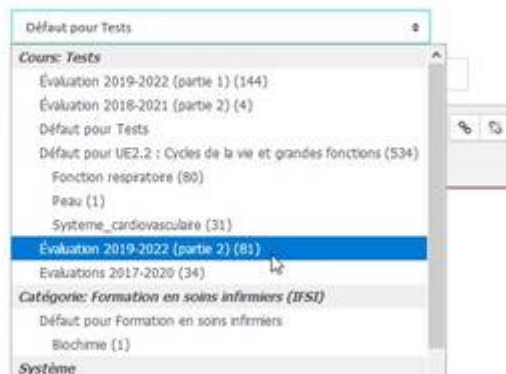 Défaut pour Tests
Cours: Tests
Évaluation 2019-2022 (partie 1) (144)
Évaluation 2018-2021 (partie 2) (4)
Défaut pour Tests
Défaut pour UE2.2 : Cycles de la vie et grandes fonctions (534)
Fonction respiratoire (80)
Peau (1)
Systeme_cardiovasculaire (31)
Évaluation 2019-2022 (partie 2) (81)
Evaluations 2017-2020 (34)
Catégorie: Formation en soins infirmiers (IFSI)
Défaut pour Formation en soins infirmiers
Biochimie (1)
Système